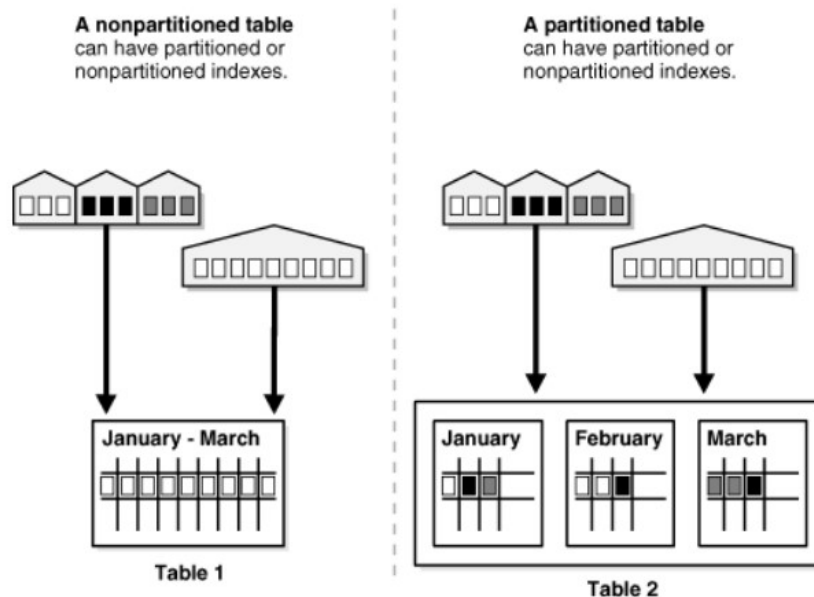 A nonpartitioned table
can have partitioned or
nonpartitioned indexes.
A partitioned table
can have partitioned or
nonpartitioned indexes.
January - March
Table 1
January
February
March
Table 2